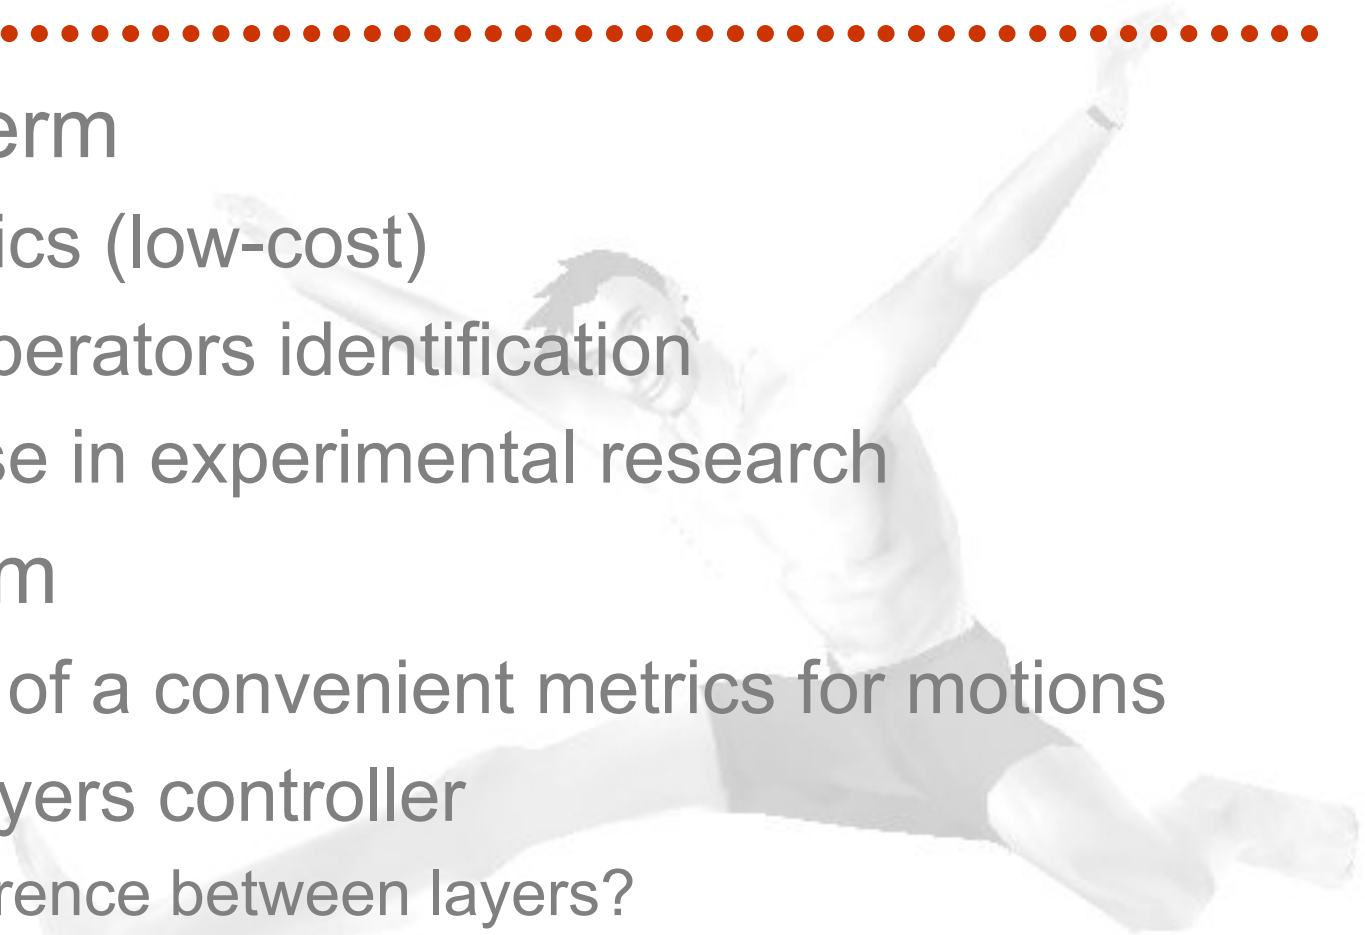 erm
ics (low-cost)
perators identification
se in experimental research
m
of a convenient metrics for motions
yers controller
rence between layers?